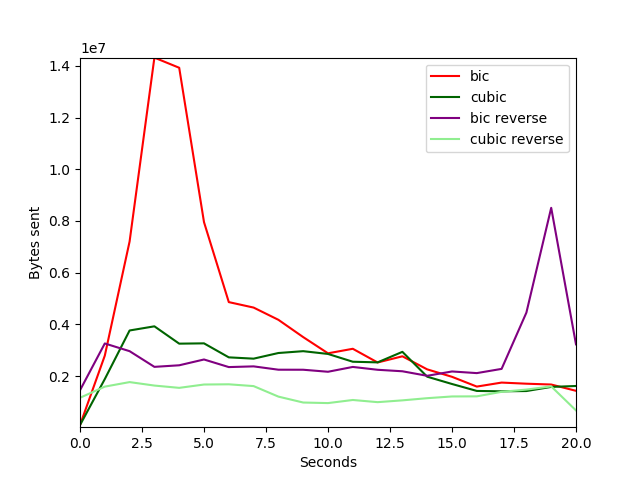 1e7
1.4
1.2
1.0
0.8
0.6
0.4
0.2
Bytes sent
bic
cubic
bic reverse
cubic reverse
0.0 2.5 5.0 7.5 10.0 12.5 15.0 17.5 20.0
Seconds